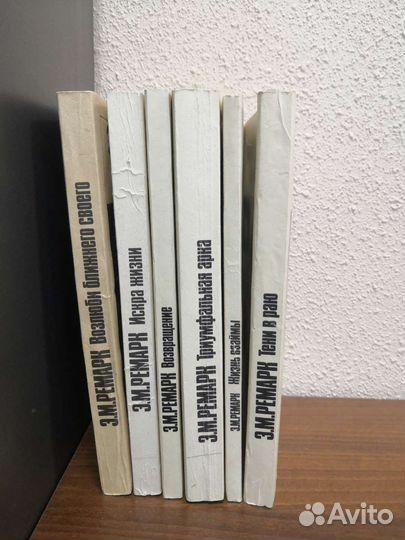 Э.М.РЕМАРК Возлюби ближнего своего
Э.М.РЕМАРК Искра жизни
Э.М.РЕМАРК Возвращение
Э.М.РЕМАРК Триумфальная арка
Э.М.РЕМАРК Жизнь взаймы
Э.М.РЕМАРК Тени в раю
Avito